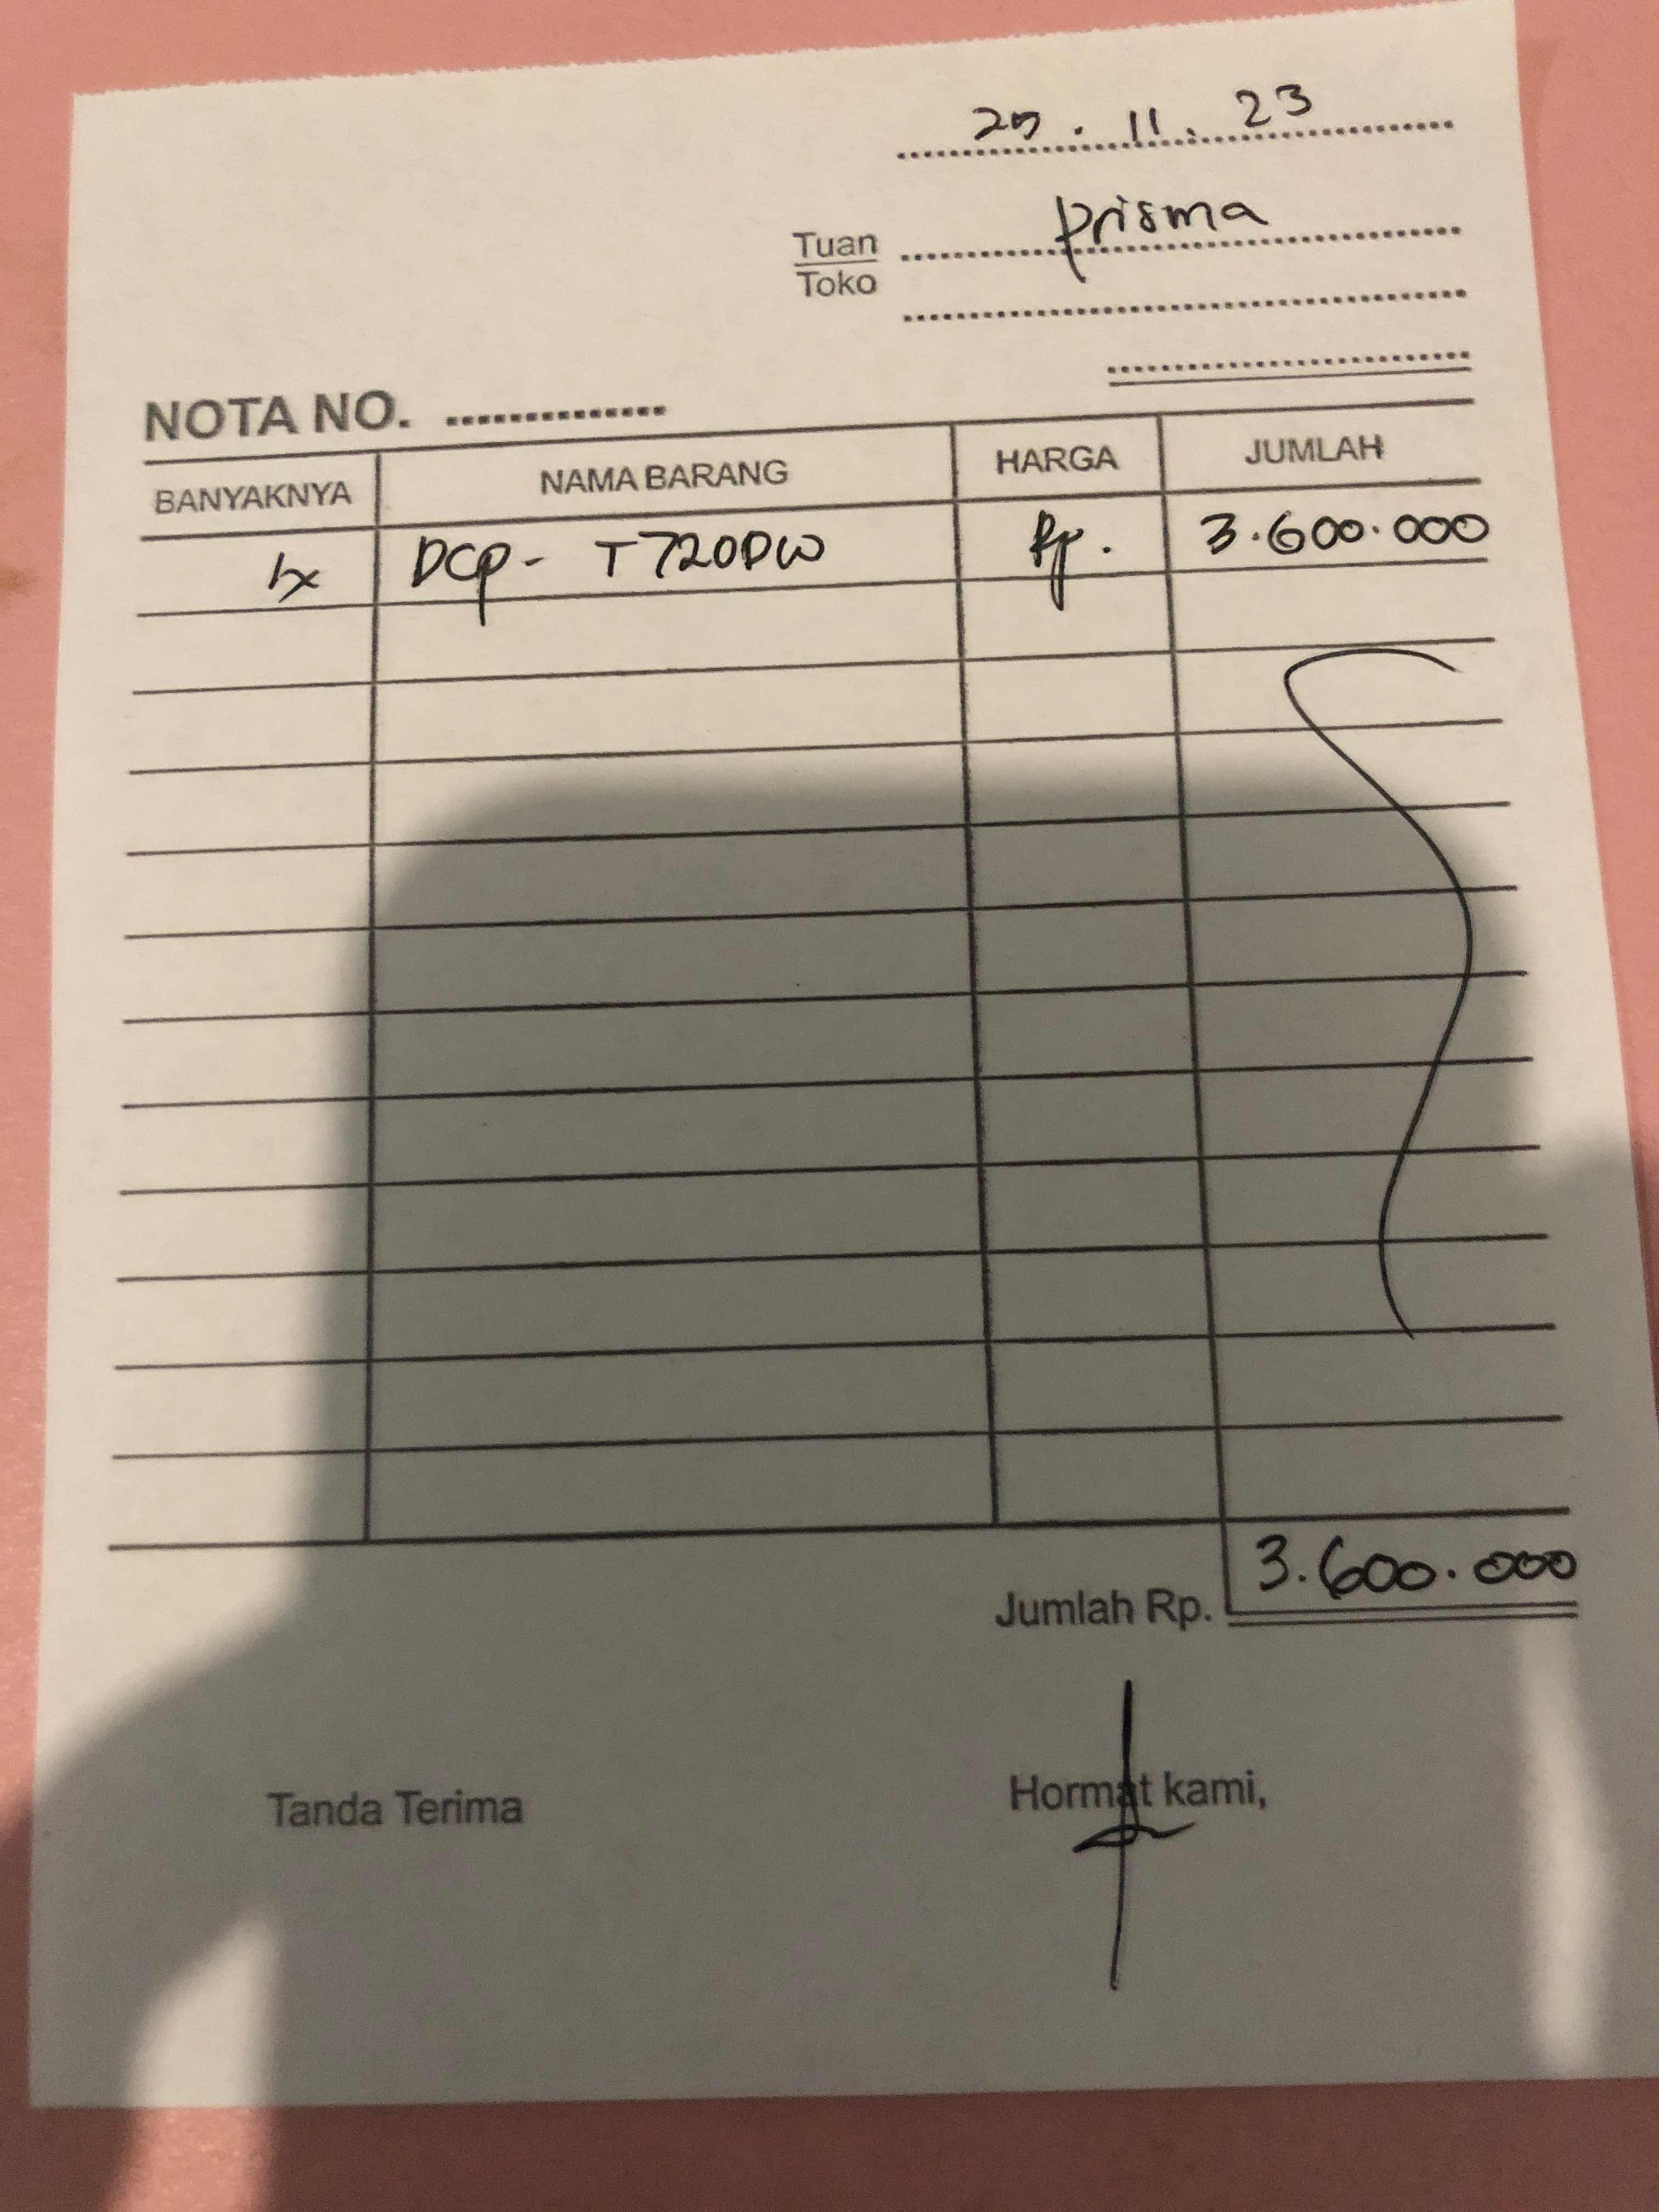 25 . 11 . 23
Tuan prisma
Toko
NOTA NO.
BANYAKNYA NAMA BARANG HARGA JUMLAH
1x DCP - T720DW Rp. 3.600.000
Jumlah Rp. 3.600.000
Tanda Terima Hormat kami,